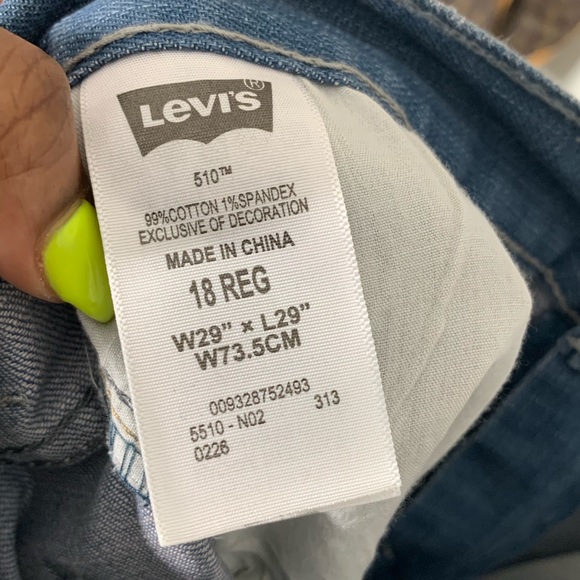 LEVI'S®
510™
99%COTTON 1%SPANDEX
EXCLUSIVE OF DECORATION
MADE IN CHINA
18 REG
W29" × L29"
W73.5CM
009328752493
5510 - N02 313
0226